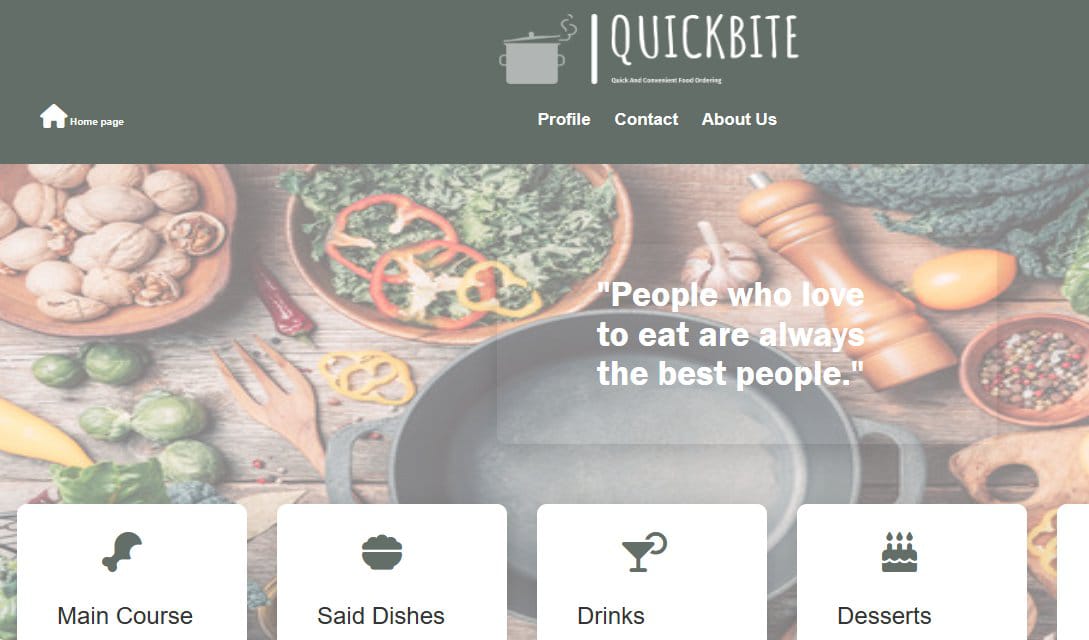 QUICKBITE
Quick And Convenient Food Ordering
Home page
Profile Contact About Us
"People who love
to eat are always
the best people."
Main Course
Said Dishes
Drinks
Desserts